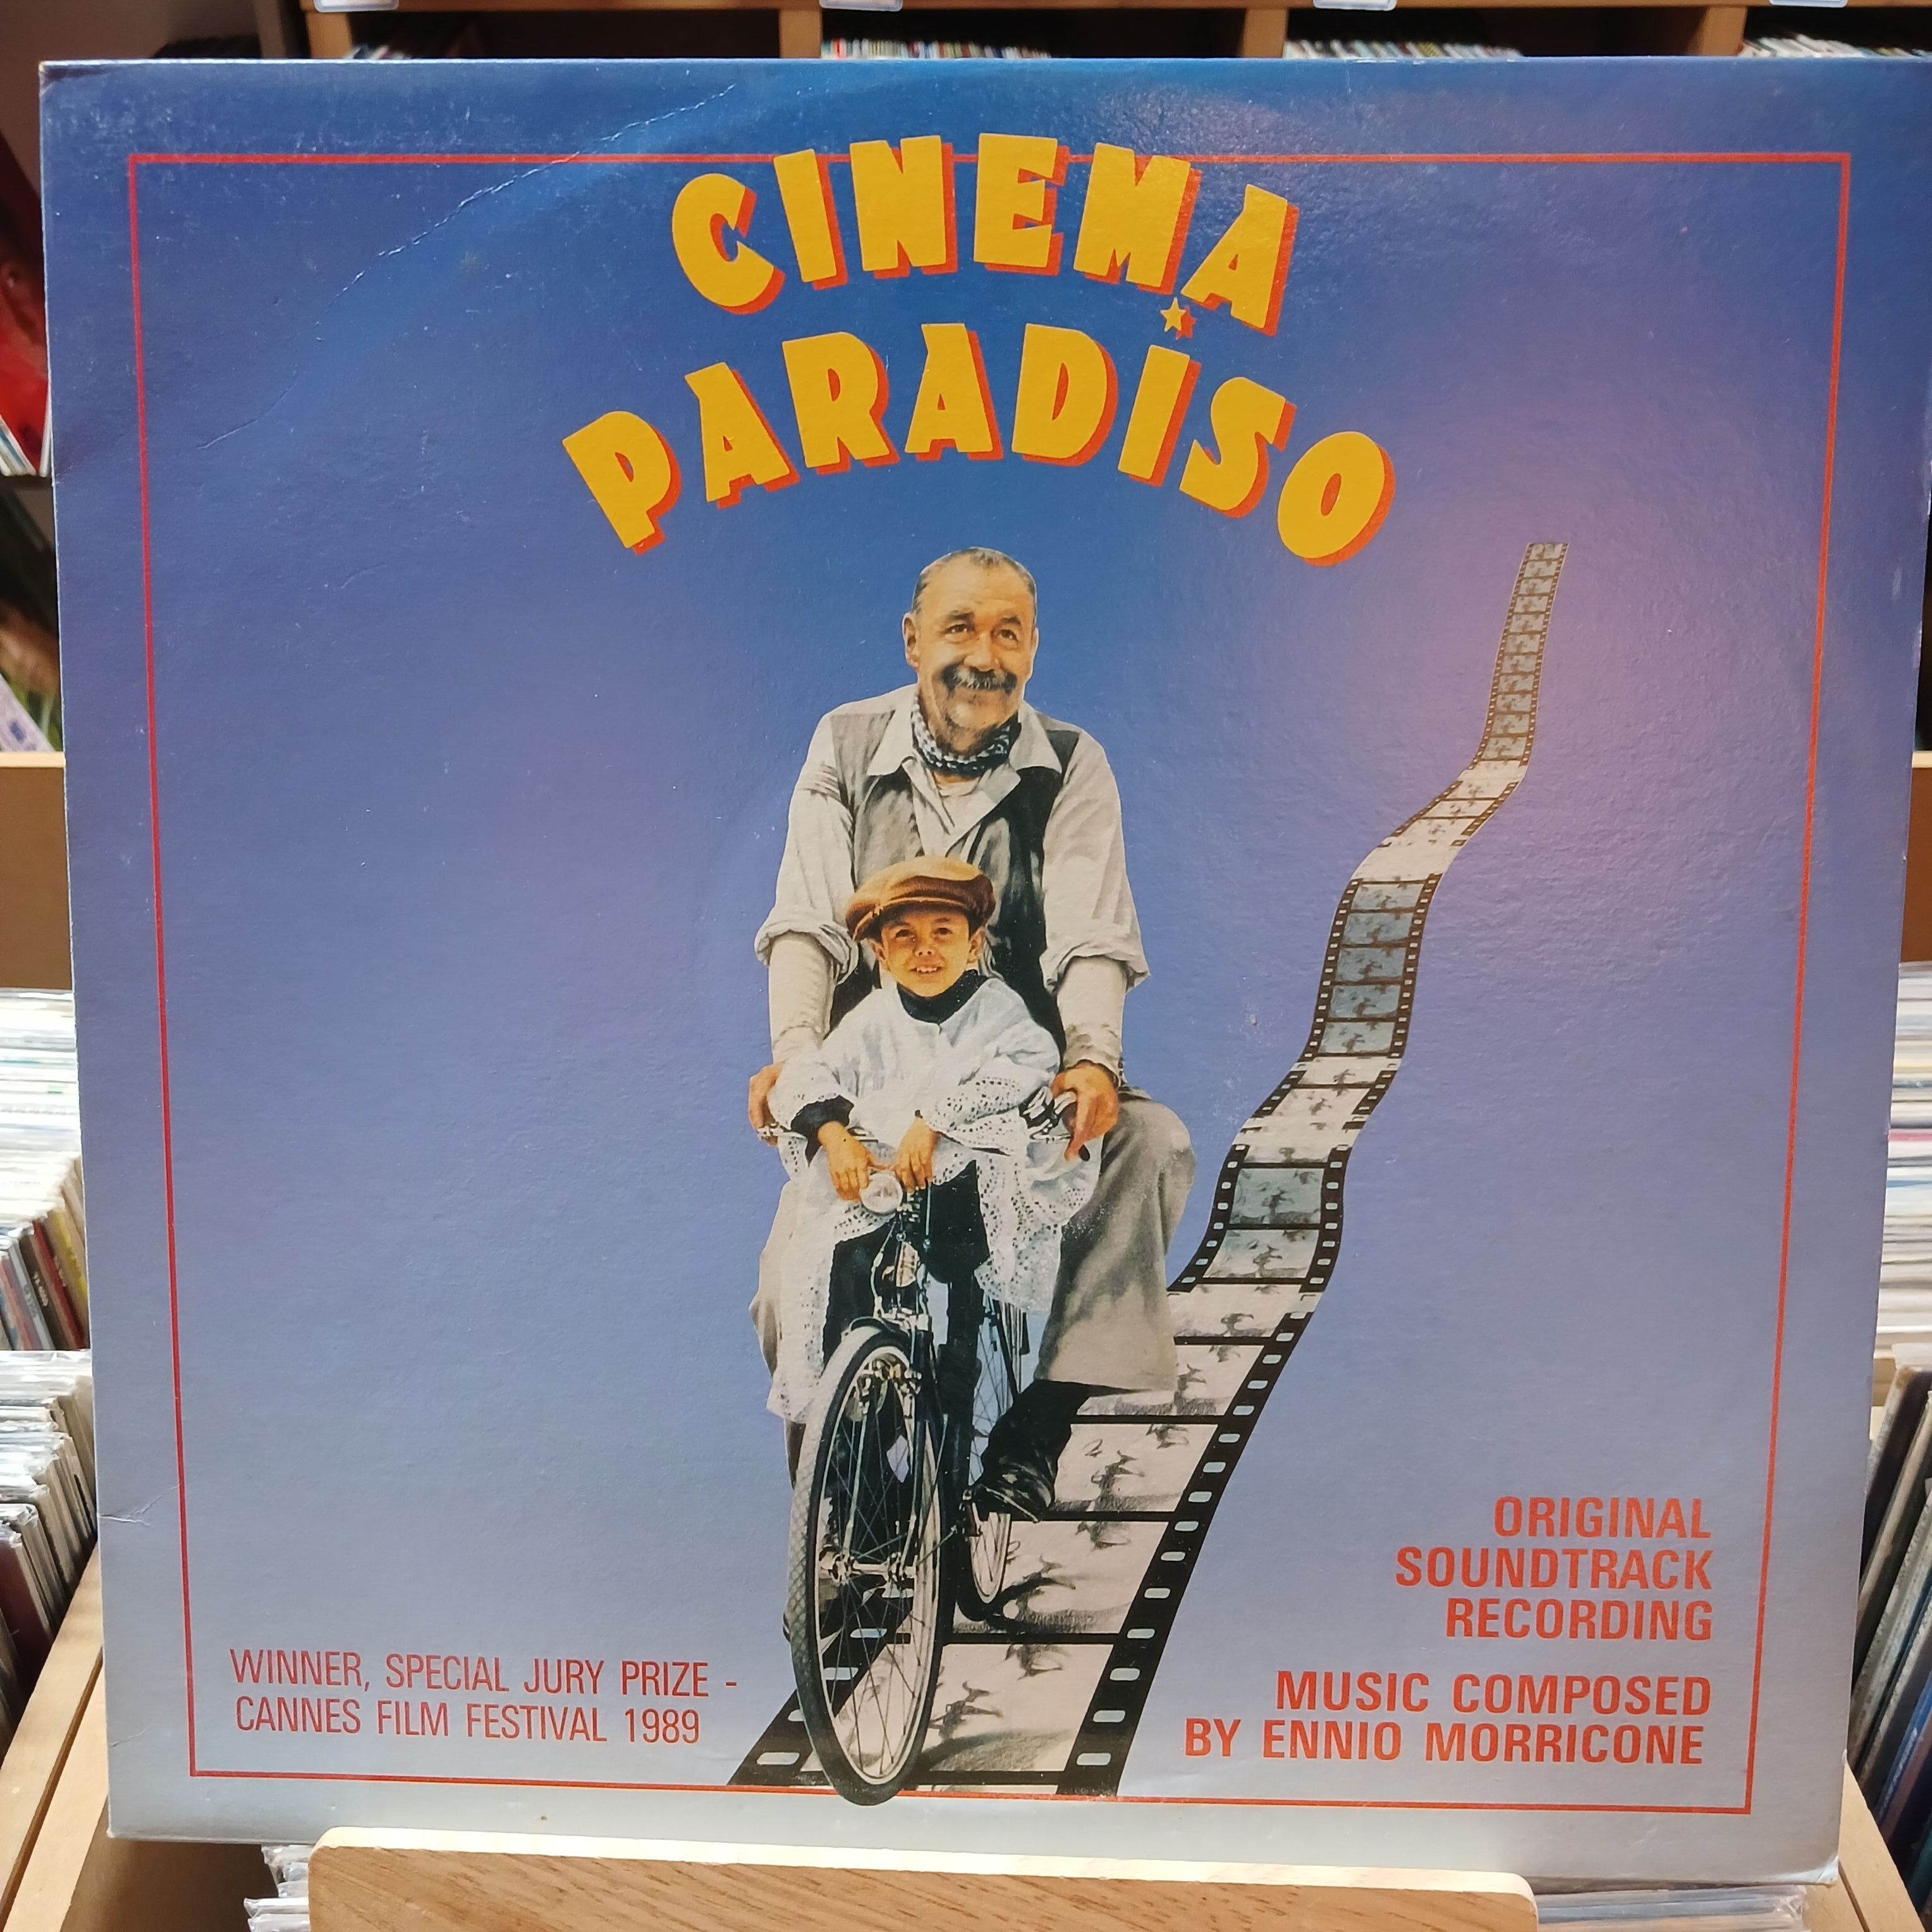 CINEMA
PARADISO
WINNER, SPECIAL JURY PRIZE -
CANNES FILM FESTIVAL 1989
ORIGINAL
SOUNDTRACK
RECORDING
MUSIC COMPOSED
BY ENNIO MORRICONE